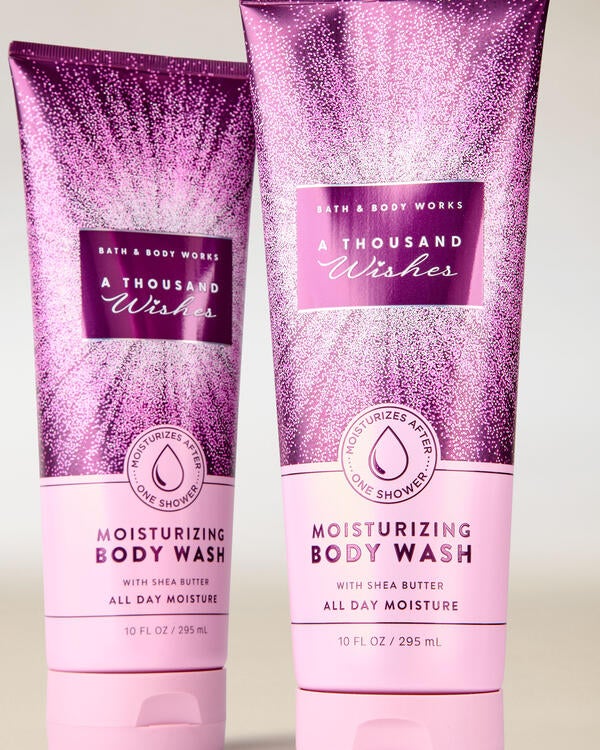 BATH & BODY WORKS
A THOUSAND
Wishes
MOISTURIZES AFTER
ONE SHOWER
MOISTURIZING
BODY WASH
WITH SHEA BUTTER
ALL DAY MOISTURE
10 FL OZ / 295 mL
BATH & BODY WORKS
A THOUSAND
Wishes
MOISTURIZES AFTER
ONE SHOWER
MOISTURIZING
BODY WASH
WITH SHEA BUTTER
ALL DAY MOISTURE
10 FL OZ / 295 mL